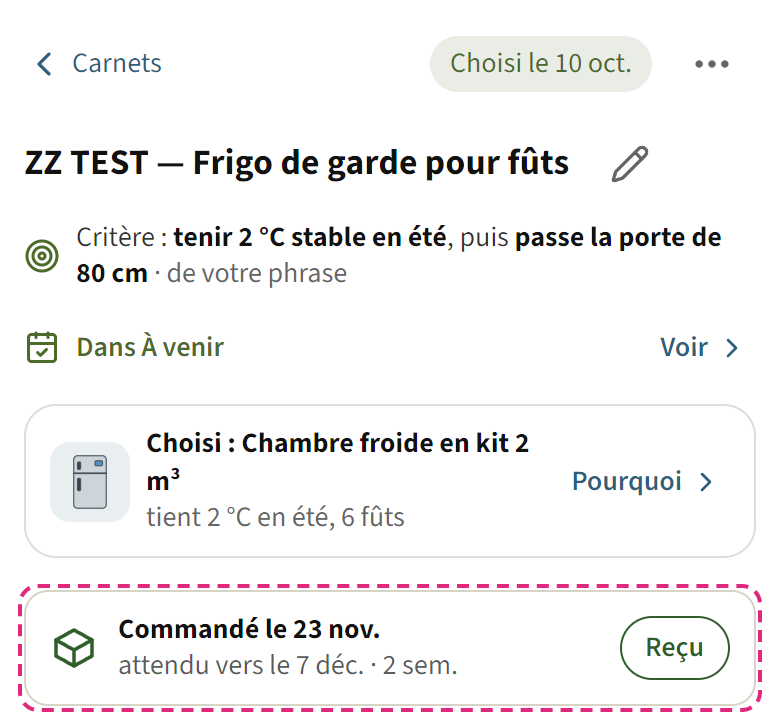 Carnets
Choisi le 10 oct.
ZZ TEST — Frigo de garde pour fûts
Critère : tenir 2 °C stable en été, puis passe la porte de
80 cm · de votre phrase
Dans À venir
Voir
Choisi : Chambre froide en kit 2
m³
tient 2 °C en été, 6 fûts
Pourquoi
Commandé le 23 nov.
attendu vers le 7 déc. · 2 sem.
Reçu